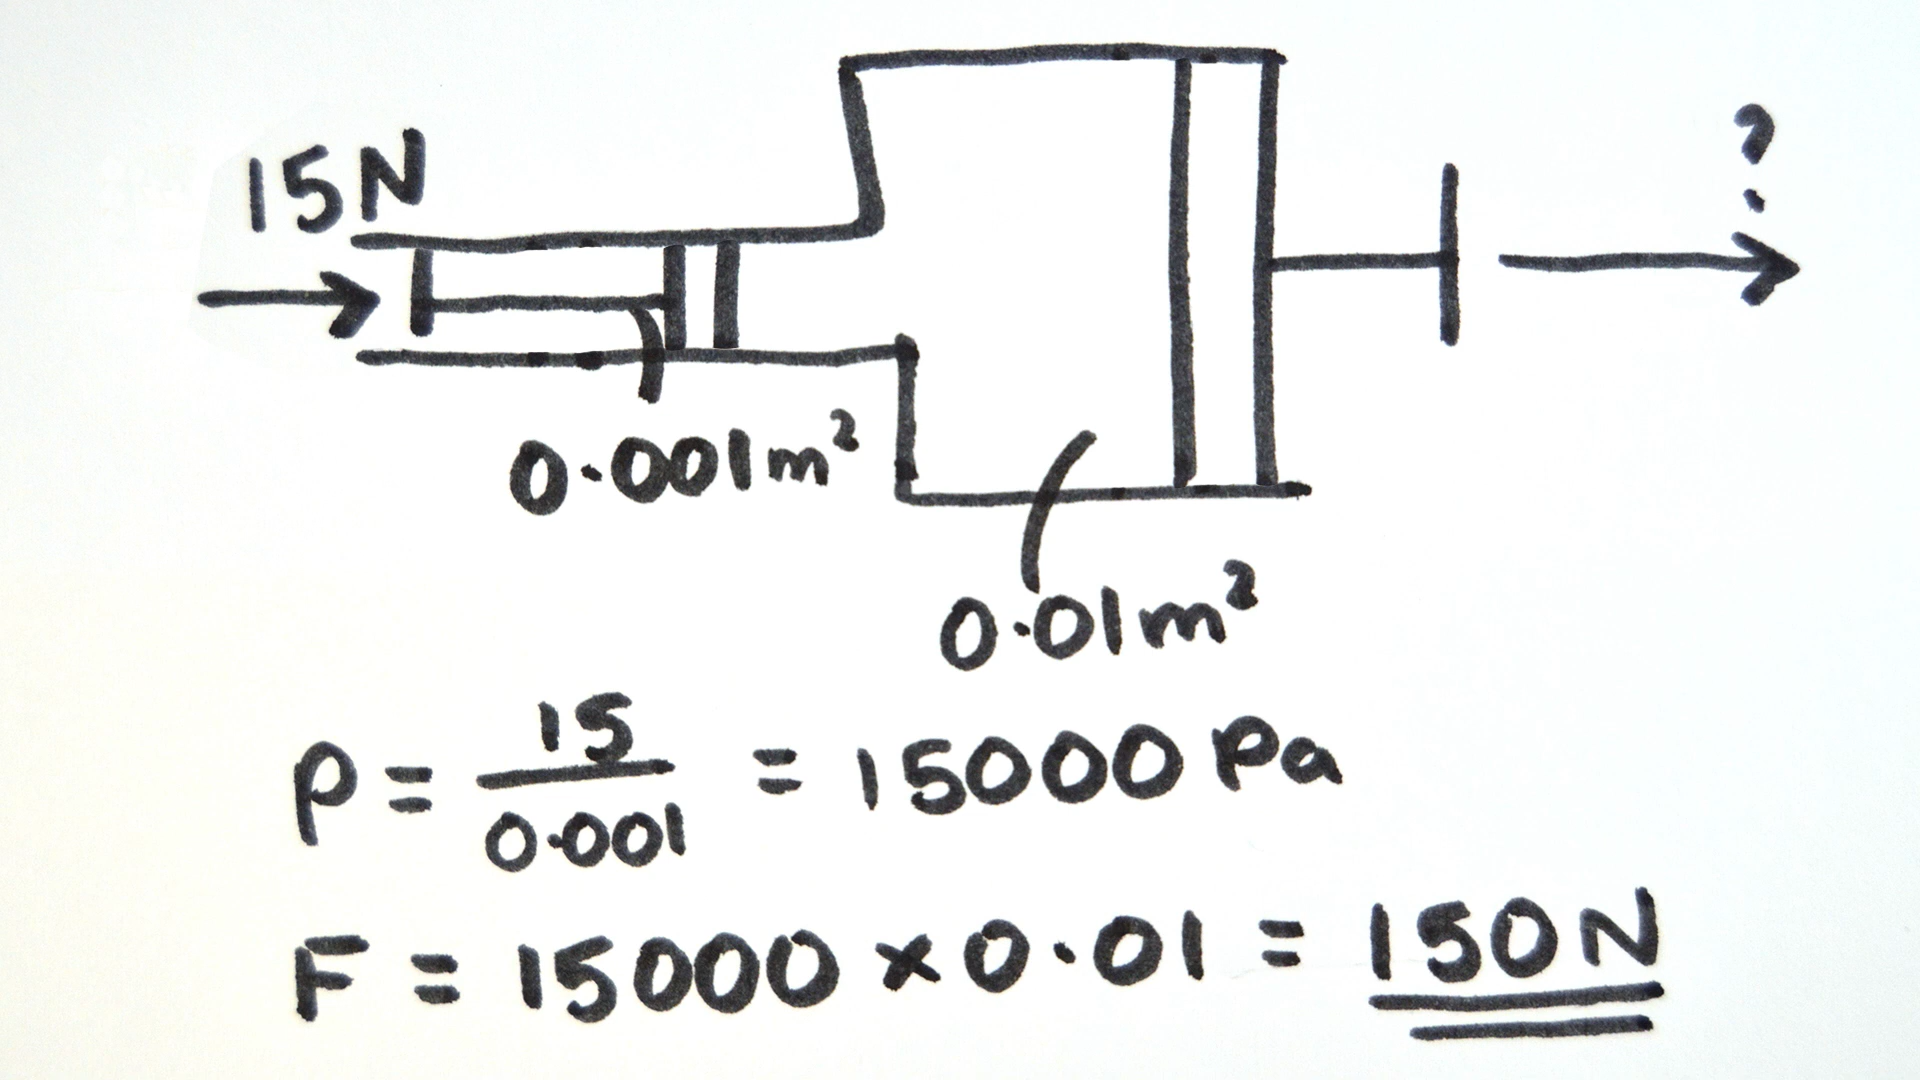 15N
?
0.001m²
0.01m²
P = 15/0.001 = 15000 Pa
F = 15000 × 0.01 = 150N